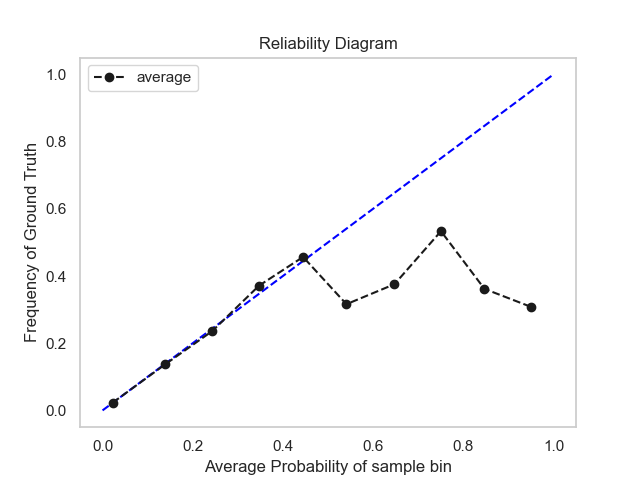 Reliability Diagram
average
1.0
0.8
0.6
0.4
0.2
0.0
Frequency of Ground Truth
0.0 0.2 0.4 0.6 0.8 1.0
Average Probability of sample bin